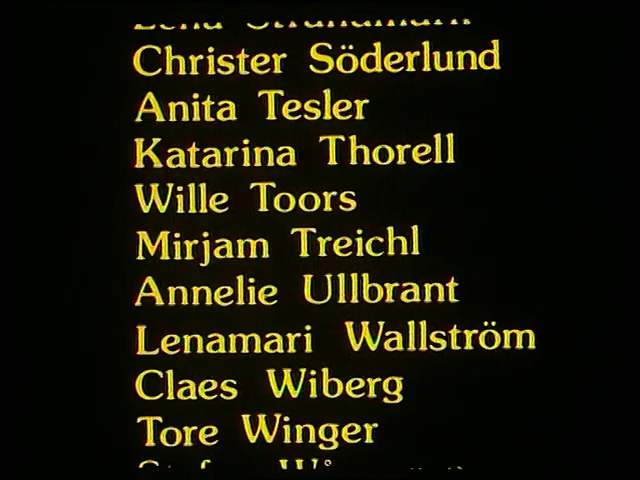 Christer Söderlund
Anita Tesler
Katarina Thorell
Wille Toors
Mirjam Treichl
Annelie Ullbrant
Lenamari Wallström
Claes Wiberg
Tore Winger